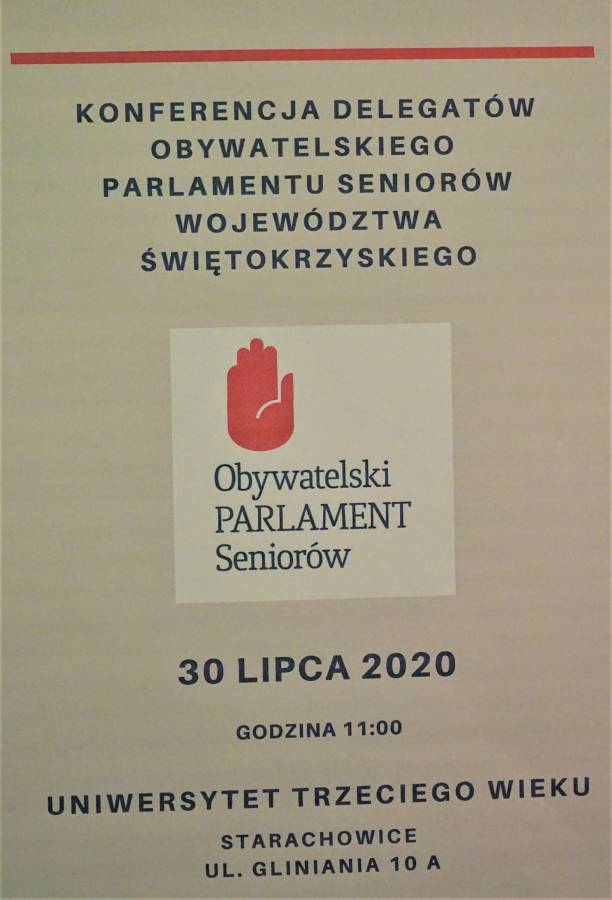 KONFERENCJA DELEGATÓW
OBYWATELSKIEGO
PARLAMENTU SENIORÓW
WOJEWÓDZTWA
ŚWIĘTOKRZYSKIEGO
Obywatelski
PARLAMENT
Seniorów
30 LIPCA 2020
GODZINA 11:00
UNIWERSYTET TRZECIEGO WIEKU
STARACHOWICE
UL. GLINIANIA 10 A